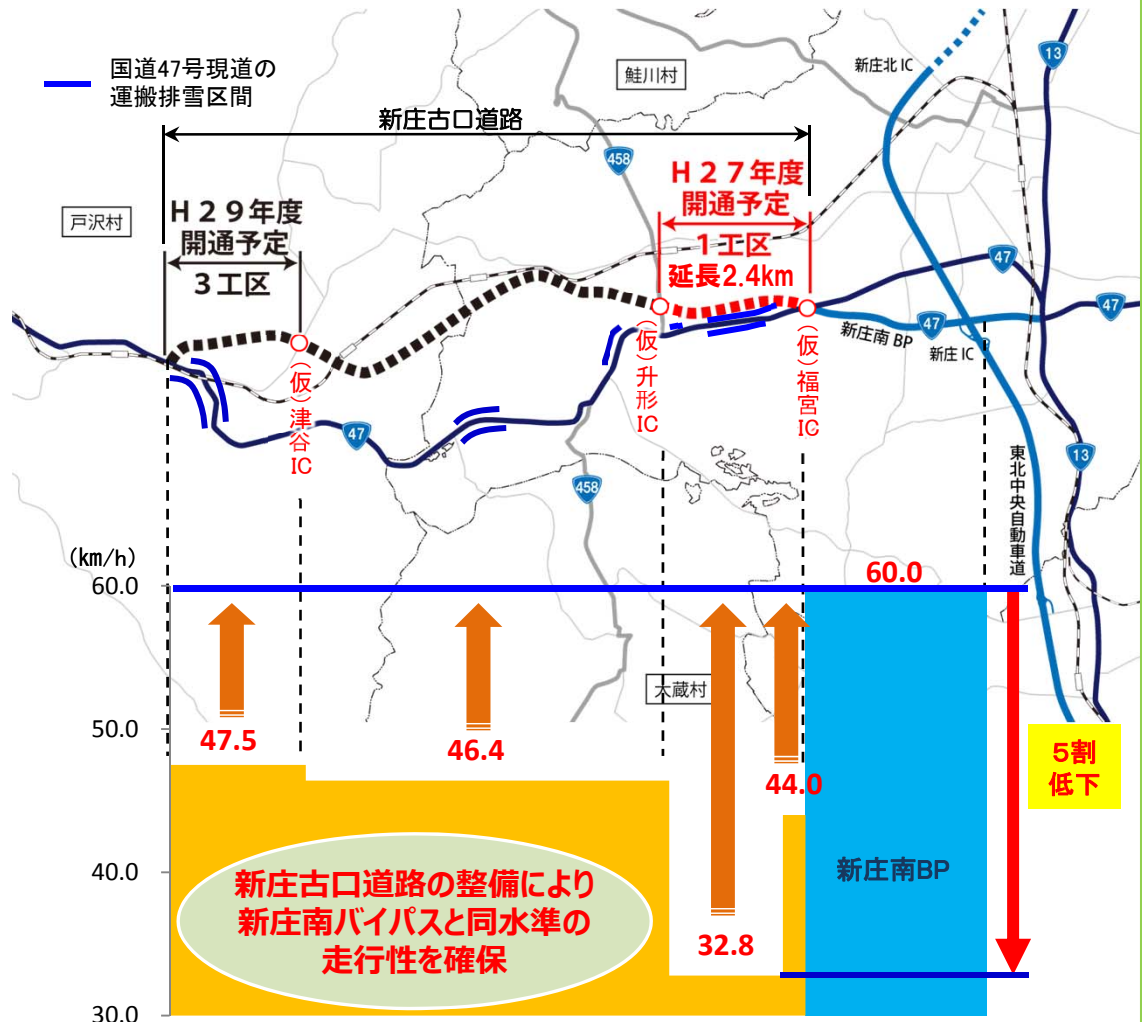 国道47号現道の
運搬排雪区間
新庄古口道路
鮭川村
新庄北 IC
13
458
H27年度
開通予定
1工区
延長2.4km
戸沢村
H29年度
開通予定
3工区
47
47
新庄南 BP
47
新庄 IC
(仮)津谷IC
47
(仮)升形IC
(仮)福宮IC
458
13
東北中央自動車道
(km/h)
60.0
60.0
大蔵村
50.0
47.5
46.4
44.0
5割
低下
40.0
新庄南BP
新庄古口道路の整備により
新庄南バイパスと同水準の
走行性を確保
32.8
30.0